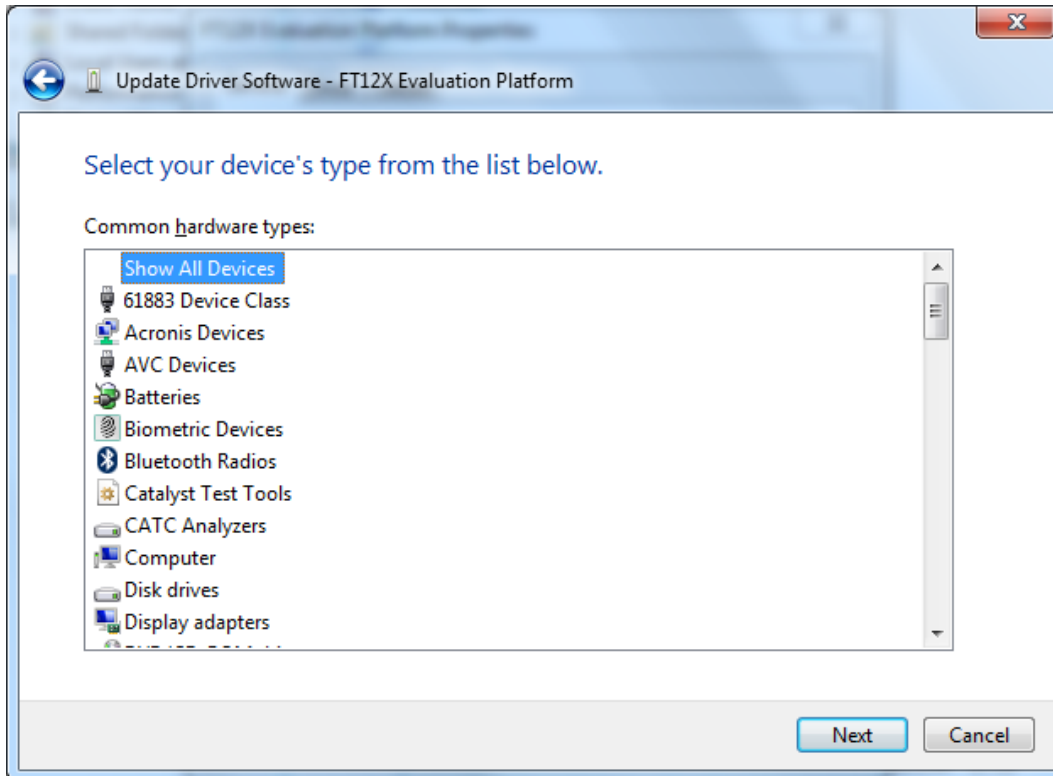 Update Driver Software - FT12X Evaluation Platform
Select your device's type from the list below.
Common hardware types:
Show All Devices
61883 Device Class
Acronis Devices
AVC Devices
Batteries
Biometric Devices
Bluetooth Radios
Catalyst Test Tools
CATC Analyzers
Computer
Disk drives
Display adapters
Next
Cancel